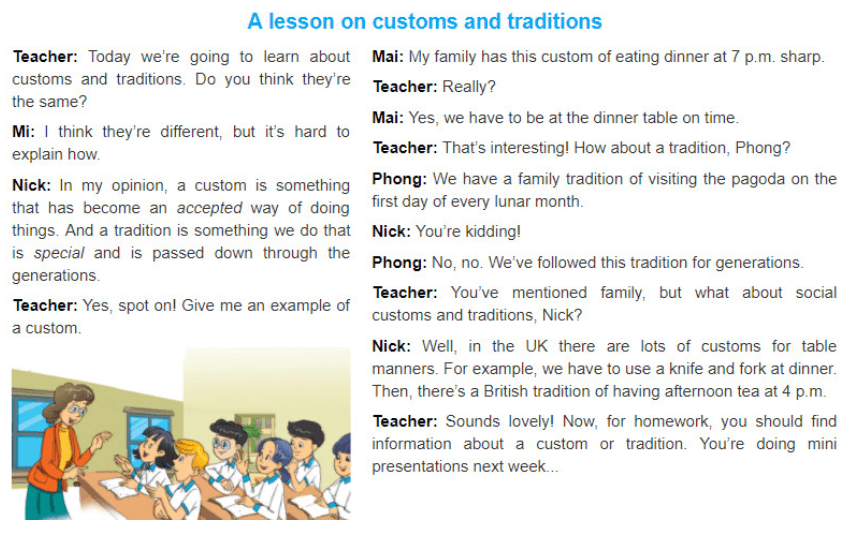 A lesson on customs and traditions
Teacher: Today we're going to learn about
customs and traditions. Do you think they're
the same?
Mi: I think they're different, but it's hard to
explain how.
Nick: In my opinion, a custom is something
that has become an accepted way of doing
things. And a tradition is something we do that
is special and is passed down through the
generations.
Teacher: Yes, spot on! Give me an example of
a custom.
Mai: My family has this custom of eating dinner at 7 p.m. sharp.
Teacher: Really?
Mai: Yes, we have to be at the dinner table on time.
Teacher: That's interesting! How about a tradition, Phong?
Phong: We have a family tradition of visiting the pagoda on the
first day of every lunar month.
Nick: You're kidding!
Phong: No, no. We've followed this tradition for generations.
Teacher: You've mentioned family, but what about social
customs and traditions, Nick?
Nick: Well, in the UK there are lots of customs for table
manners. For example, we have to use a knife and fork at dinner.
Then, there's a British tradition of having afternoon tea at 4 p.m.
Teacher: Sounds lovely! Now, for homework, you should find
information about a custom or tradition. You're doing mini
presentations next week...